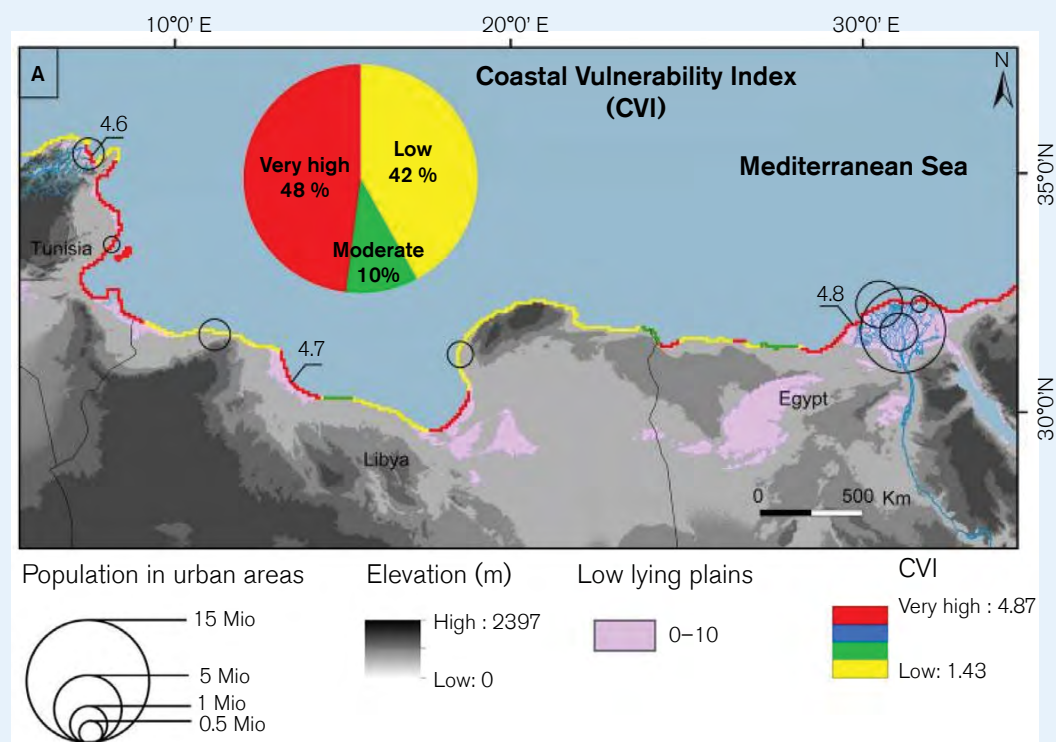 10°0' E 20°0' E 30°0' E
A
Coastal Vulnerability Index
(CVI)
N
4.6
Very high
48 %
Low
42 %
Mediterranean Sea
35°0'N
Moderate
10%
Tunisia
4.8
4.7
Egypt
30°0'N
Libya
0 500 Km
Population in urban areas
15 Mio
5 Mio
1 Mio
0.5 Mio
Elevation (m)
High : 2397
Low: 0
Low lying plains
0–10
CVI
Very high : 4.87
Low: 1.43